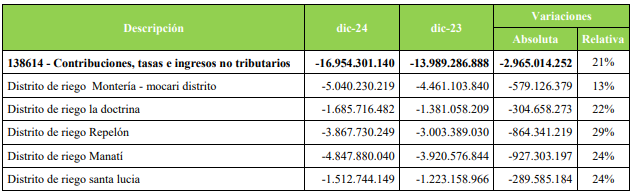 Descripción dic-24 dic-23 Variaciones
Absoluta Relativa
138614 - Contribuciones, tasas e ingresos no tributarios -16.954.301.140 -13.989.286.888 -2.965.014.252 21%
Distrito de riego Montería - mocari distrito -5.040.230.219 -4.461.103.840 -579.126.379 13%
Distrito de riego la doctrina -1.685.716.482 -1.381.058.209 -304.658.273 22%
Distrito de riego Repelón -3.867.730.249 -3.003.389.030 -864.341.219 29%
Distrito de riego Manatí -4.847.880.040 -3.920.576.844 -927.303.197 24%
Distrito de riego santa lucia -1.512.744.149 -1.223.158.966 -289.585.184 24%